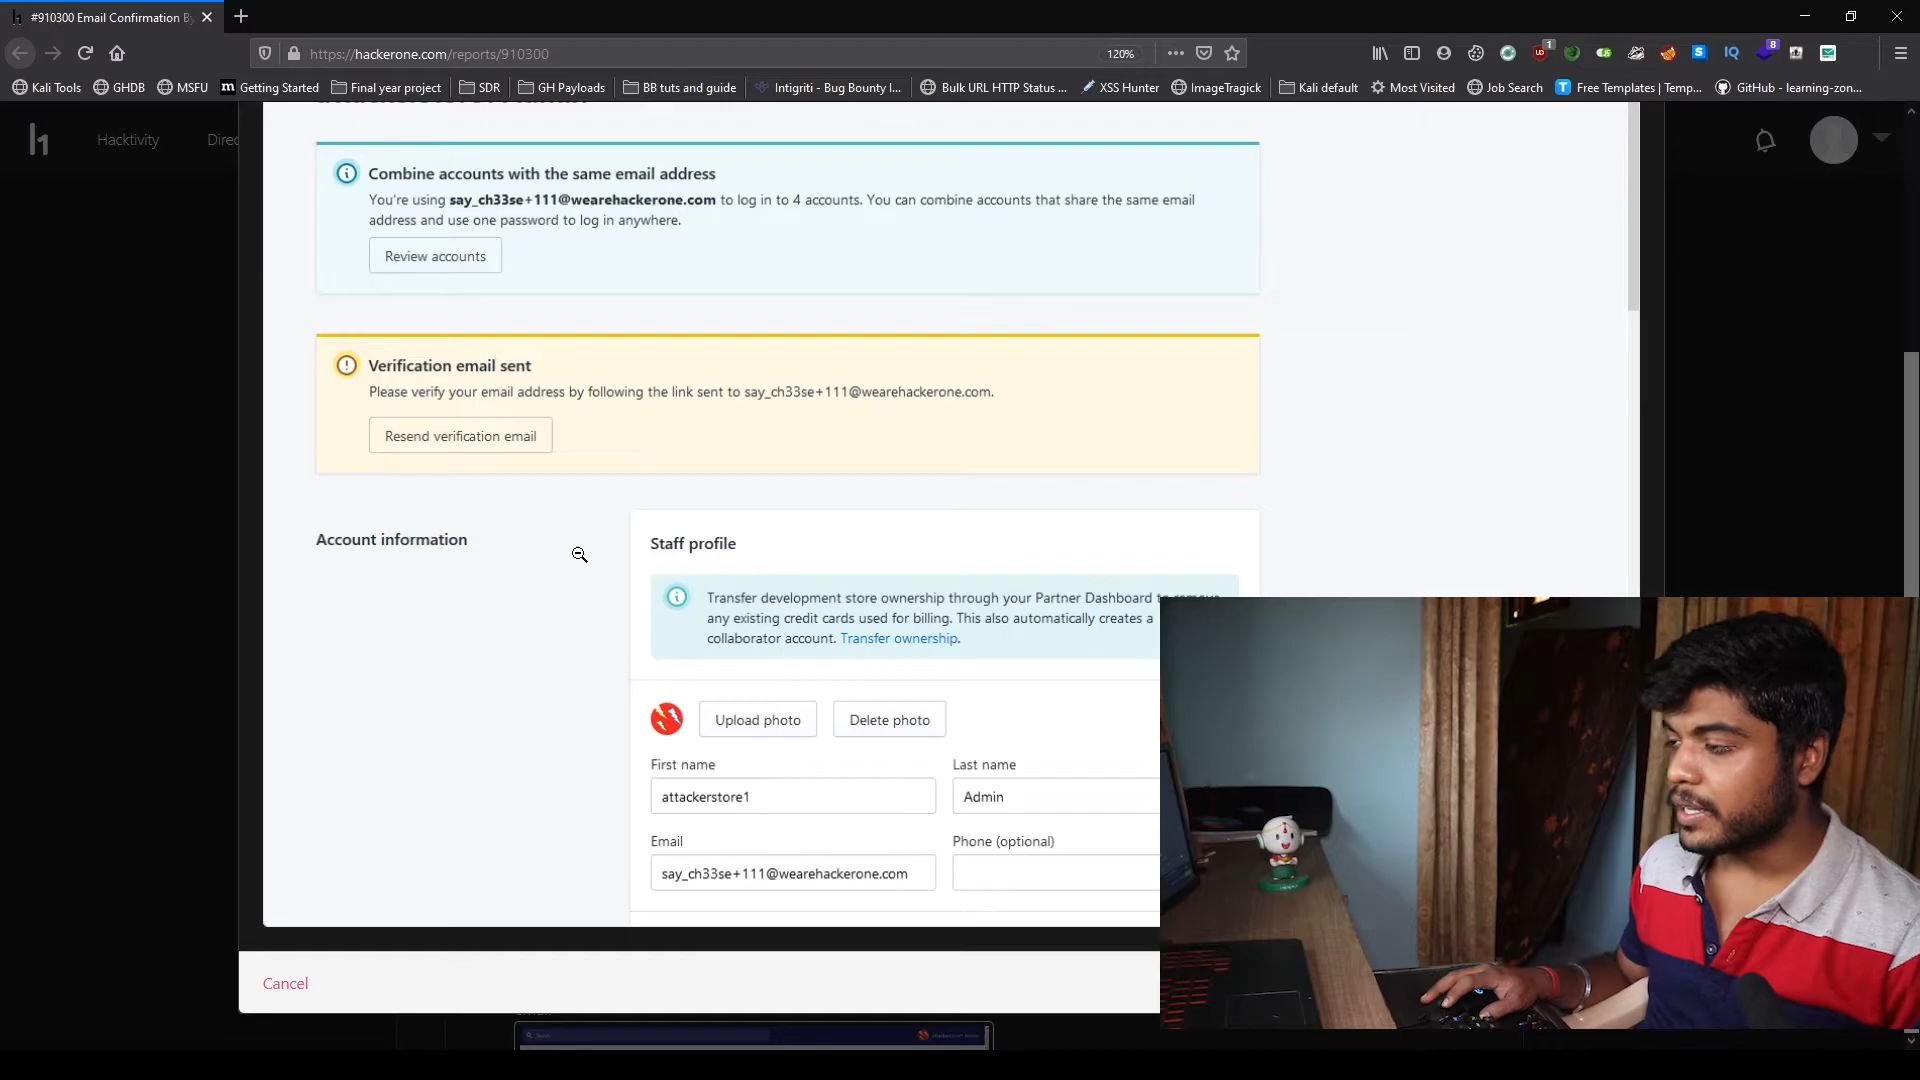 #910300 Email Confirmation By
https://hackerone.com/reports/910300
120%
1
8
Kali Tools
GHDB
MSFU
Getting Started
Final year project
SDR
GH Payloads
BB tuts and guide
Intigriti - Bug Bounty I...
Bulk URL HTTP Status ...
XSS Hunter
ImageTragick
Kali default
Most Visited
Job Search
Free Templates | Temp...
GitHub - learning-zon...
Hacktivity
Direc
Combine accounts with the same email address
You're using say_ch33se+111@wearehackerone.com to log in to 4 accounts. You can combine accounts that share the same email
address and use one password to log in anywhere.
Review accounts
Verification email sent
Please verify your email address by following the link sent to say_ch33se+111@wearehackerone.com.
Resend verification email
Account information
Staff profile
Transfer development store ownership through your Partner Dashboard to remove
any existing credit cards used for billing. This also automatically creates a
collaborator account. Transfer ownership.
Upload photo
Delete photo
First name
Last name
attackerstore1
Admin
Email
Phone (optional)
say_ch33se+111@wearehackerone.com
Cancel